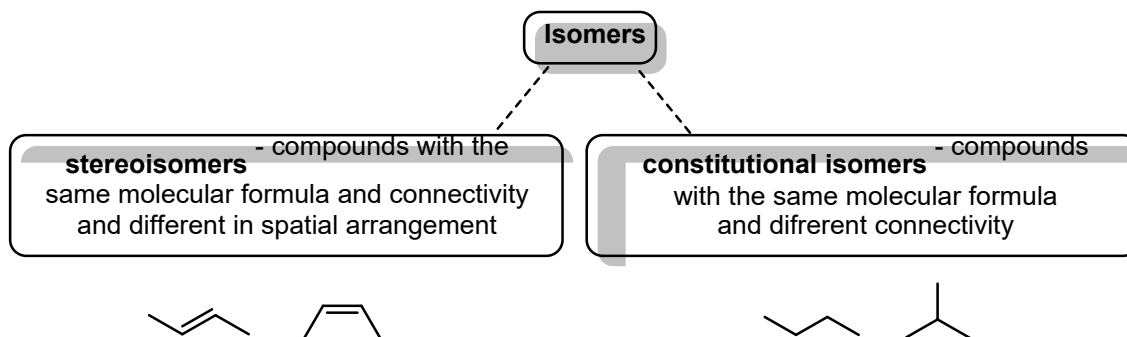 Isomers
stereoisomers - compounds with the
same molecular formula and connectivity
and different in spatial arrangement
constitutional isomers - compounds
with the same molecular formula
and difrerent connectivity